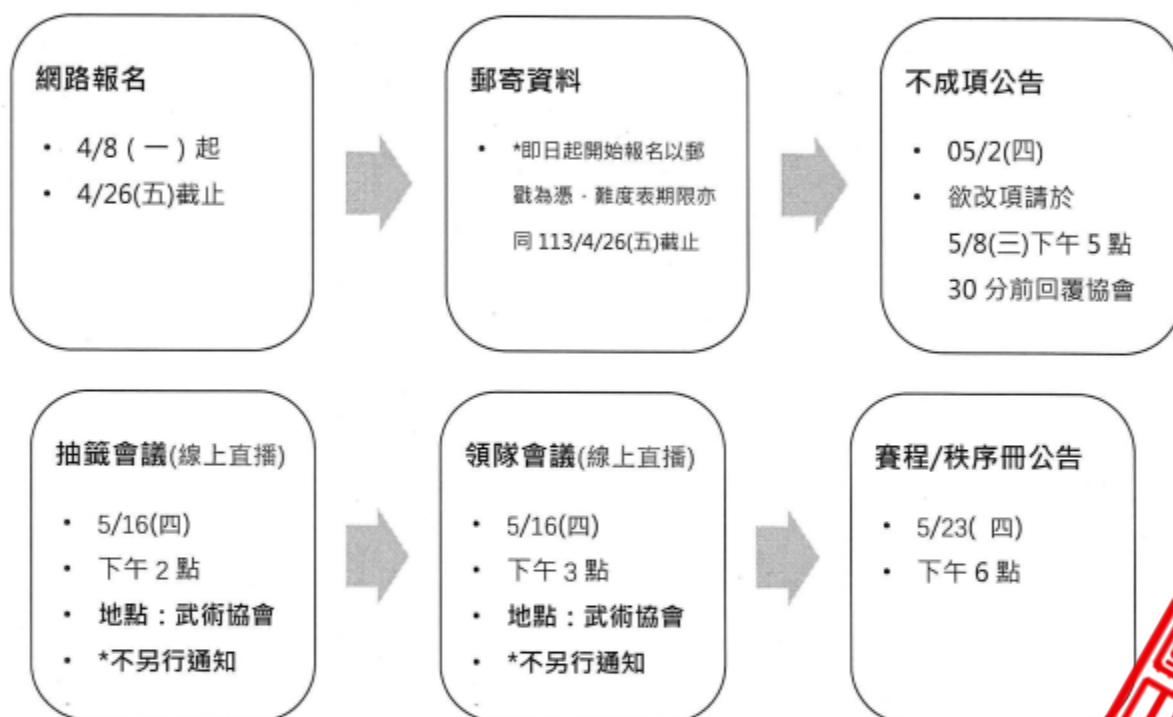 網路報名
• 4/8 ( 一 ) 起
• 4/26(五)截止
郵寄資料
• *即日起開始報名以郵
戳為憑，難度表期限亦
同 113/4/26(五)截止
不成項公告
• 05/2(四)
• 欲改項請於
5/8(三)下午 5 點
30 分前回覆協會
抽籤會議(線上直播)
• 5/16(四)
• 下午 2 點
• 地點：武術協會
• *不另行通知
領隊會議(線上直播)
• 5/16(四)
• 下午 3 點
• 地點：武術協會
• *不另行通知
賽程/秩序冊公告
• 5/23( 四)
• 下午 6 點